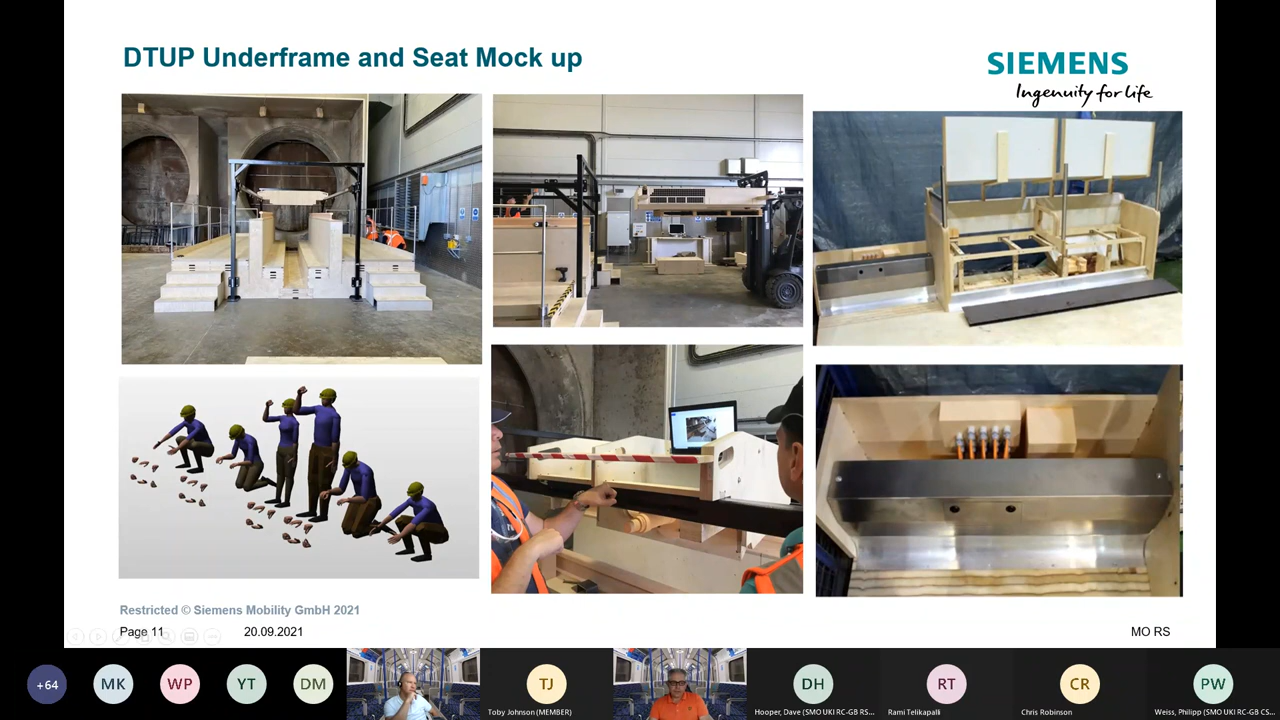 DTUP Underframe and Seat Mock up
SIEMENS
Ingenuity for Life
Restricted © Siemens Mobility GmbH 2021
Page 11
20.09.2021
MO RS
+64
MK
WP
YT
DM
TJ
Toby Johnson (MEMBER)
DH
Hooper, Dave (SMO UKI RC-GB RS...
RT
Rami Telikapalli
CR
Chris Robinson
PW
Weiss, Philipp (SMO UKI RC-GB CS...